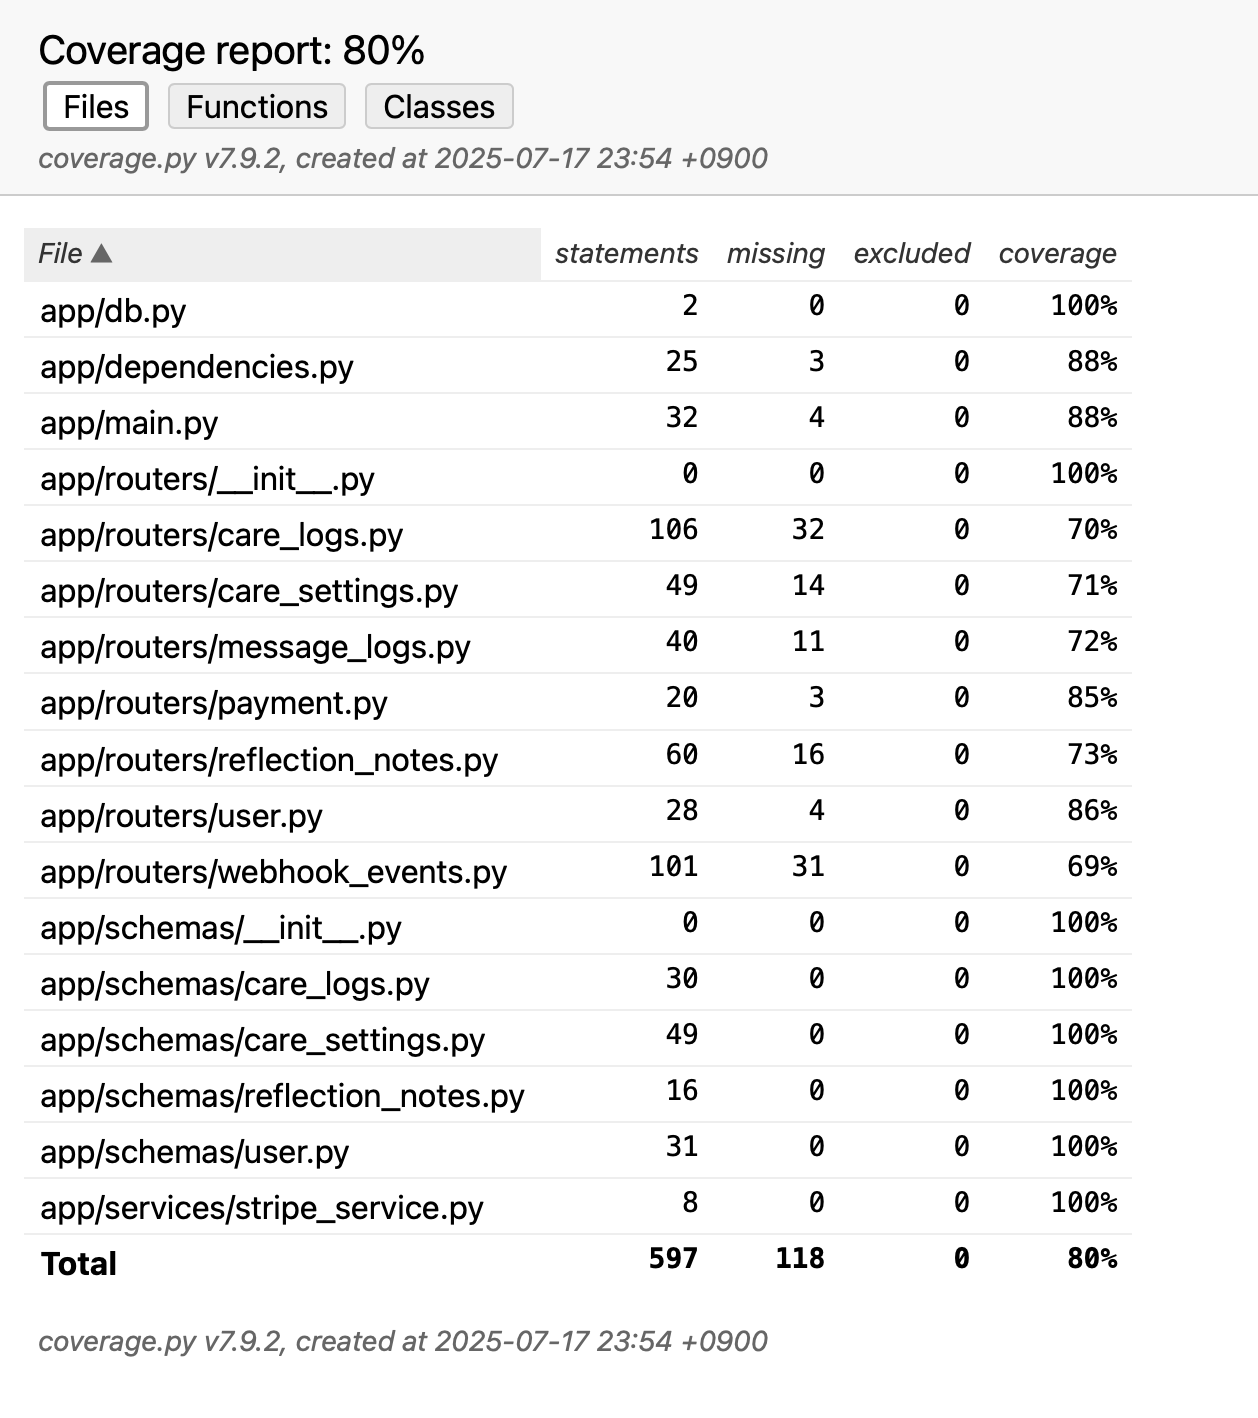 Coverage report: 80%
Files Functions Classes
coverage.py v7.9.2, created at 2025-07-17 23:54 +0900
File ▲ statements missing excluded coverage
app/db.py 2 0 0 100%
app/dependencies.py 25 3 0 88%
app/main.py 32 4 0 88%
app/routers/__init__.py 0 0 0 100%
app/routers/care_logs.py 106 32 0 70%
app/routers/care_settings.py 49 14 0 71%
app/routers/message_logs.py 40 11 0 72%
app/routers/payment.py 20 3 0 85%
app/routers/reflection_notes.py 60 16 0 73%
app/routers/user.py 28 4 0 86%
app/routers/webhook_events.py 101 31 0 69%
app/schemas/__init__.py 0 0 0 100%
app/schemas/care_logs.py 30 0 0 100%
app/schemas/care_settings.py 49 0 0 100%
app/schemas/reflection_notes.py 16 0 0 100%
app/schemas/user.py 31 0 0 100%
app/services/stripe_service.py 8 0 0 100%
Total 597 118 0 80%
coverage.py v7.9.2, created at 2025-07-17 23:54 +0900